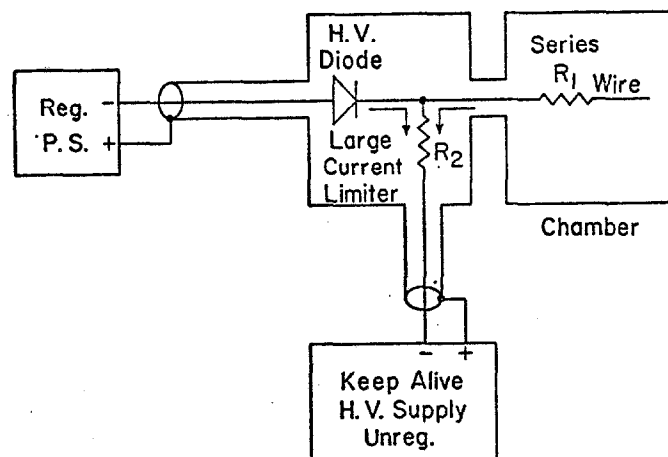 H.V.
Diode
Reg. -
P.S. +
Large
Current
Limiter
R2
Series
R1 Wire
Chamber
- +
Keep Alive
H.V. Supply
Unreg.